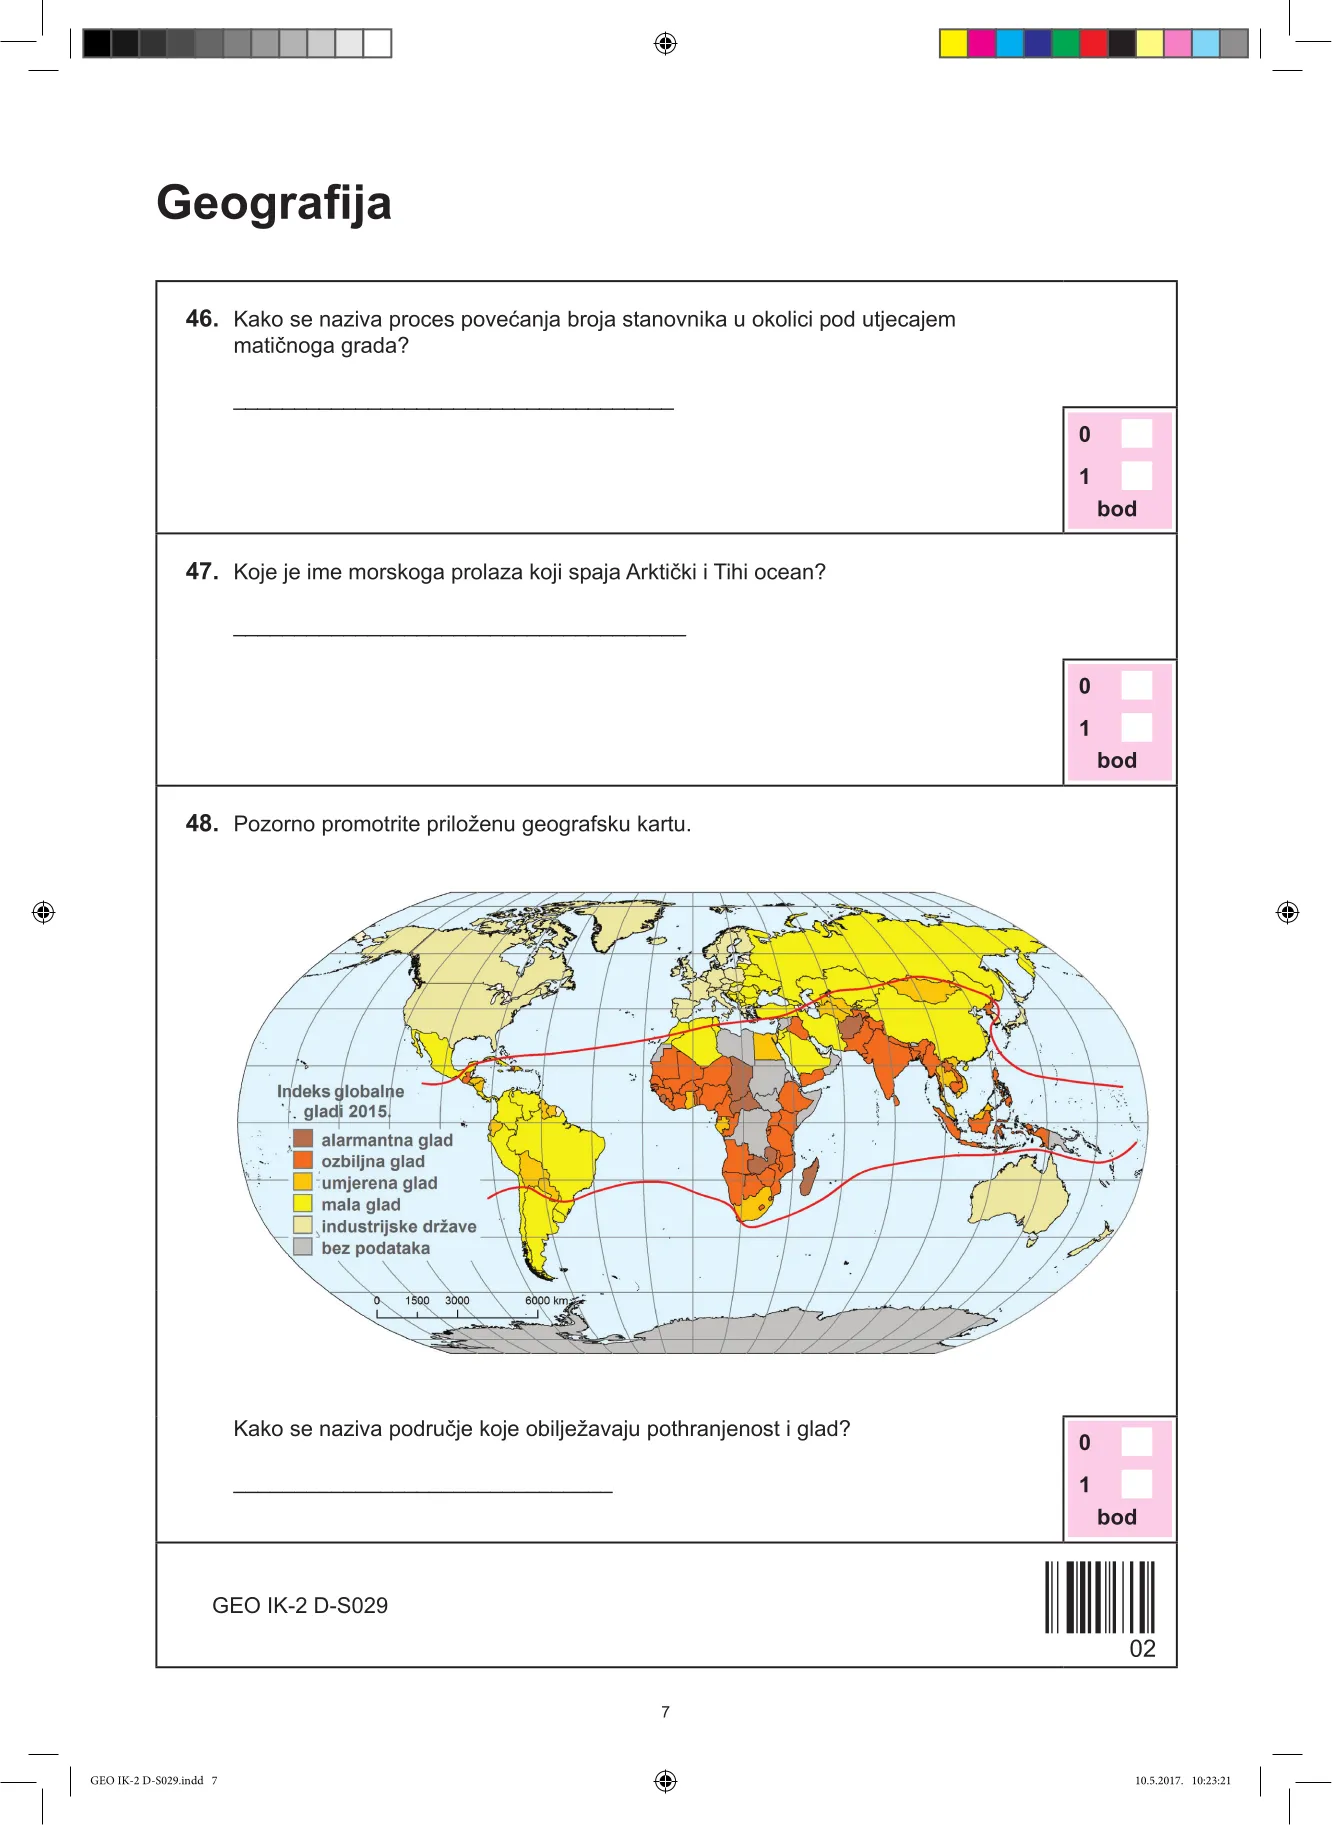 Geografija
46. Kako se naziva proces povećanja broja stanovnika u okolici pod utjecajem
matičnoga grada?
____________________________________
0
1
bod
47. Koje je ime morskoga prolaza koji spaja Arktički i Tihi ocean?
_____________________________________
0
1
bod
48. Pozorno promotrite priloženu geografsku kartu.
Indeks globalne
gladi 2015.
alarmantna glad
ozbiljna glad
umjerena glad
mala glad
industrijske države
bez podataka
0 1500 3000 6000 km
Kako se naziva područje koje obilježavaju pothranjenost i glad?
_______________________________
0
1
bod
GEO IK-2 D-S029
02
7
GEO IK-2 D-S029.indd 7
10.5.2017. 10:23:21